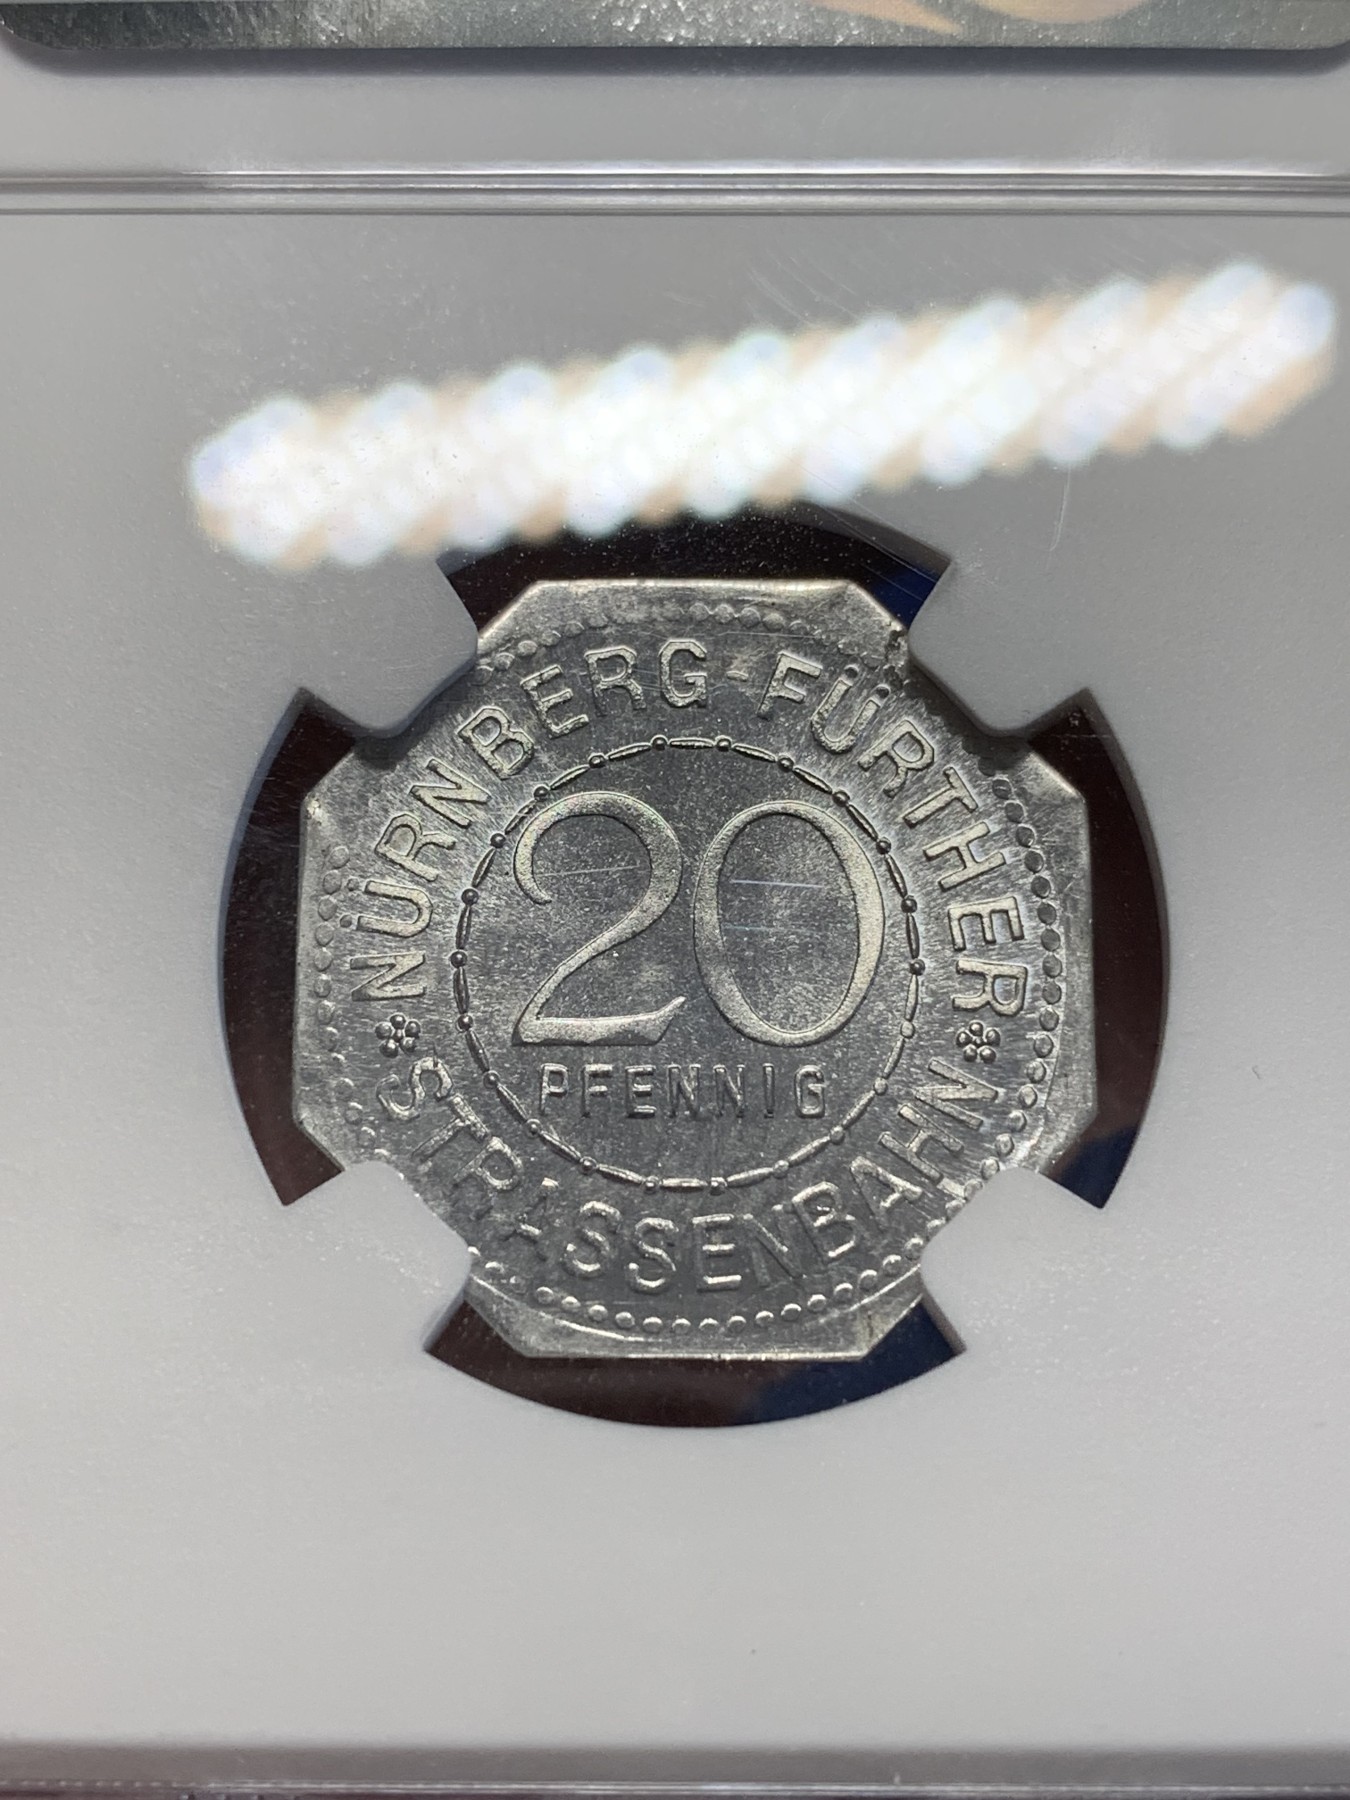 NÜRNBERG-FÜRTHER
20
PFENNIG
STRASSENBAHN